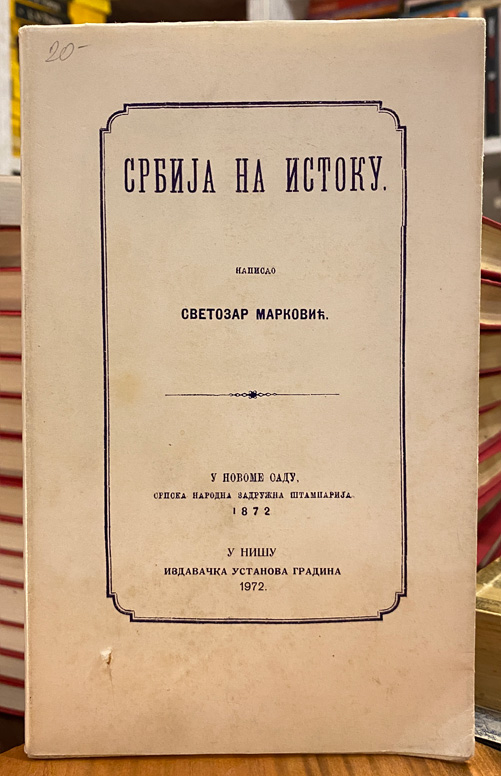 20-
СРБИЈА НА ИСТОКУ.
НАПИСАО
СВЕТОЗАР МАРКОВИЋ.
У НОВОМЕ САДУ,
СРПСКА НАРОДНА ЗАДРУЖНА ШТАМПАРИЈА.
1872
У НИШУ
ИЗДАВАЧКА УСТАНОВА ГРАДИНА
1972.